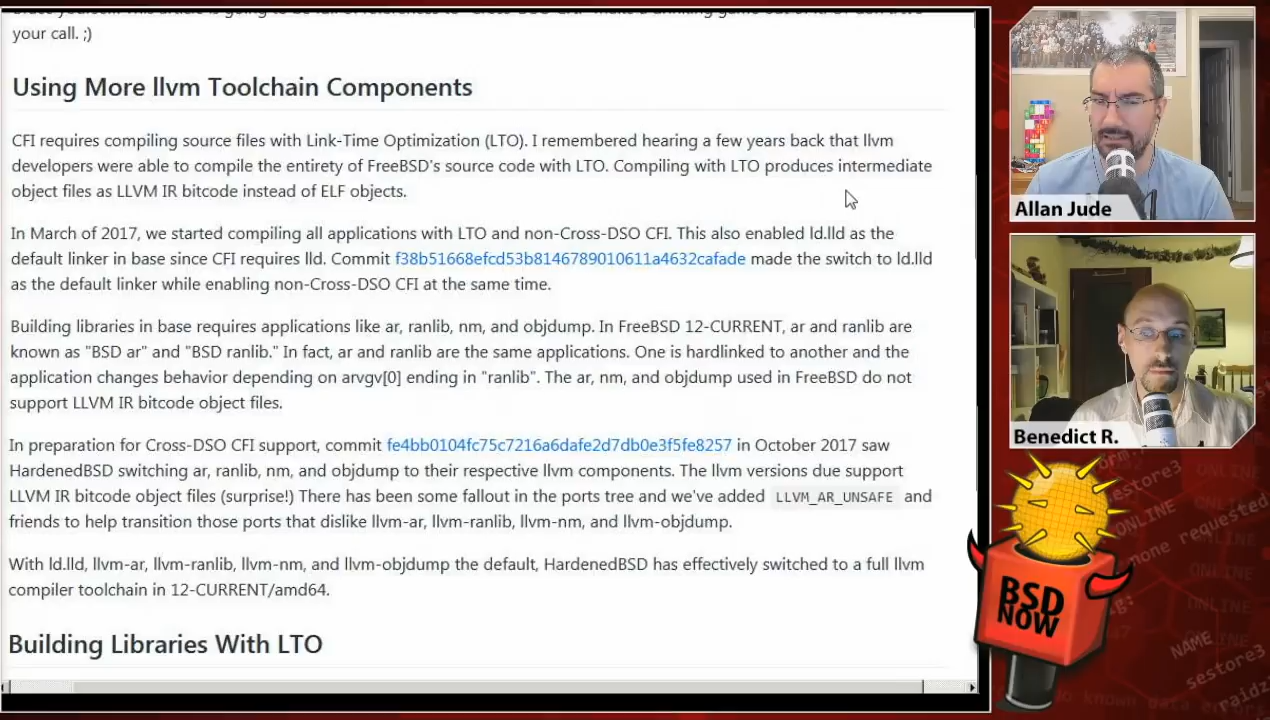 your call. ;)
Using More llvm Toolchain Components
CFI requires compiling source files with Link-Time Optimization (LTO). I remembered hearing a few years back that llvm
developers were able to compile the entirety of FreeBSD's source code with LTO. Compiling with LTO produces intermediate
object files as LLVM IR bitcode instead of ELF objects.
In March of 2017, we started compiling all applications with LTO and non-Cross-DSO CFI. This also enabled ld.lld as the
default linker in base since CFI requires lld. Commit f38b51668efcd53b8146789010611a4632cafade made the switch to ld.lld
as the default linker while enabling non-Cross-DSO CFI at the same time.
Building libraries in base requires applications like ar, ranlib, nm, and objdump. In FreeBSD 12-CURRENT, ar and ranlib are
known as "BSD ar" and "BSD ranlib." In fact, ar and ranlib are the same applications. One is hardlinked to another and the
application changes behavior depending on arvgv[0] ending in "ranlib". The ar, nm, and objdump used in FreeBSD do not
support LLVM IR bitcode object files.
In preparation for Cross-DSO CFI support, commit fe4bb0104fc75c7216a6dafe2d7db0e3f5fe8257 in October 2017 saw
HardenedBSD switching ar, ranlib, nm, and objdump to their respective llvm components. The llvm versions due support
LLVM IR bitcode object files (surprise!) There has been some fallout in the ports tree and we've added LLVM_AR_UNSAFE and
friends to help transition those ports that dislike llvm-ar, llvm-ranlib, llvm-nm, and llvm-objdump.
With ld.lld, llvm-ar, llvm-ranlib, llvm-nm, and llvm-objdump the default, HardenedBSD has effectively switched to a full llvm
compiler toolchain in 12-CURRENT/amd64.
Building Libraries With LTO
Allan Jude
Benedict R.
BSD
NOW
ONLINE
none requested
ONLINE
ONLINE
NAME
sestore3
raidz